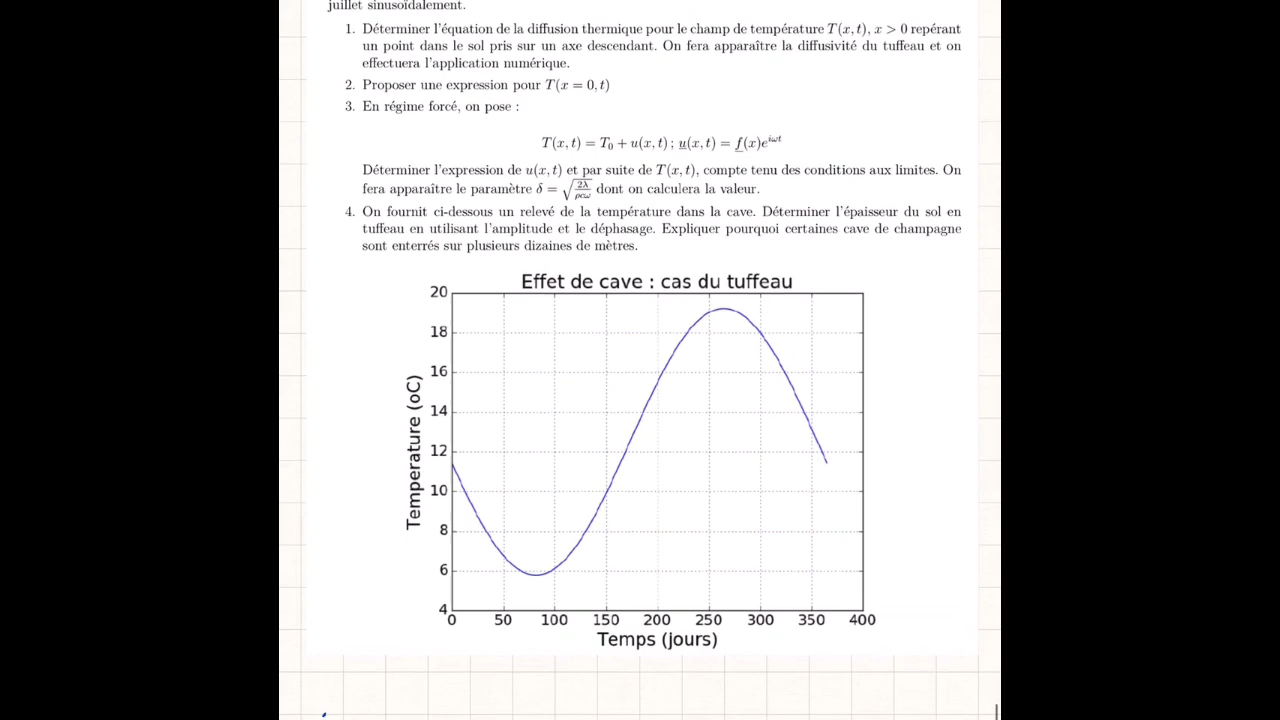 juillet sinusoïdalement.
1. Déterminer l'équation de la diffusion thermique pour le champ de température T(x,t), x > 0 repérant
un point dans le sol pris sur un axe descendant. On fera apparaître la diffusivité du tuffeau et on
effectuera l'application numérique.
2. Proposer une expression pour T(x = 0, t)
3. En régime forcé, on pose :
T(x,t) = T₀ + u(x,t) ; u(x,t) = f(x)e^{iωt}
Déterminer l'expression de u(x,t) et par suite de T(x,t), compte tenu des conditions aux limites. On
fera apparaître le paramètre δ = √(2λ/ρcω) dont on calculera la valeur.
4. On fournit ci-dessous un relevé de la température dans la cave. Déterminer l'épaisseur du sol en
tuffeau en utilisant l'amplitude et le déphasage. Expliquer pourquoi certaines cave de champagne
sont enterrés sur plusieurs dizaines de mètres.
Effet de cave : cas du tuffeau
20
18
16
14
12
10
8
6
4
Temperature (oC)
0 50 100 150 200 250 300 350 400
Temps (jours)